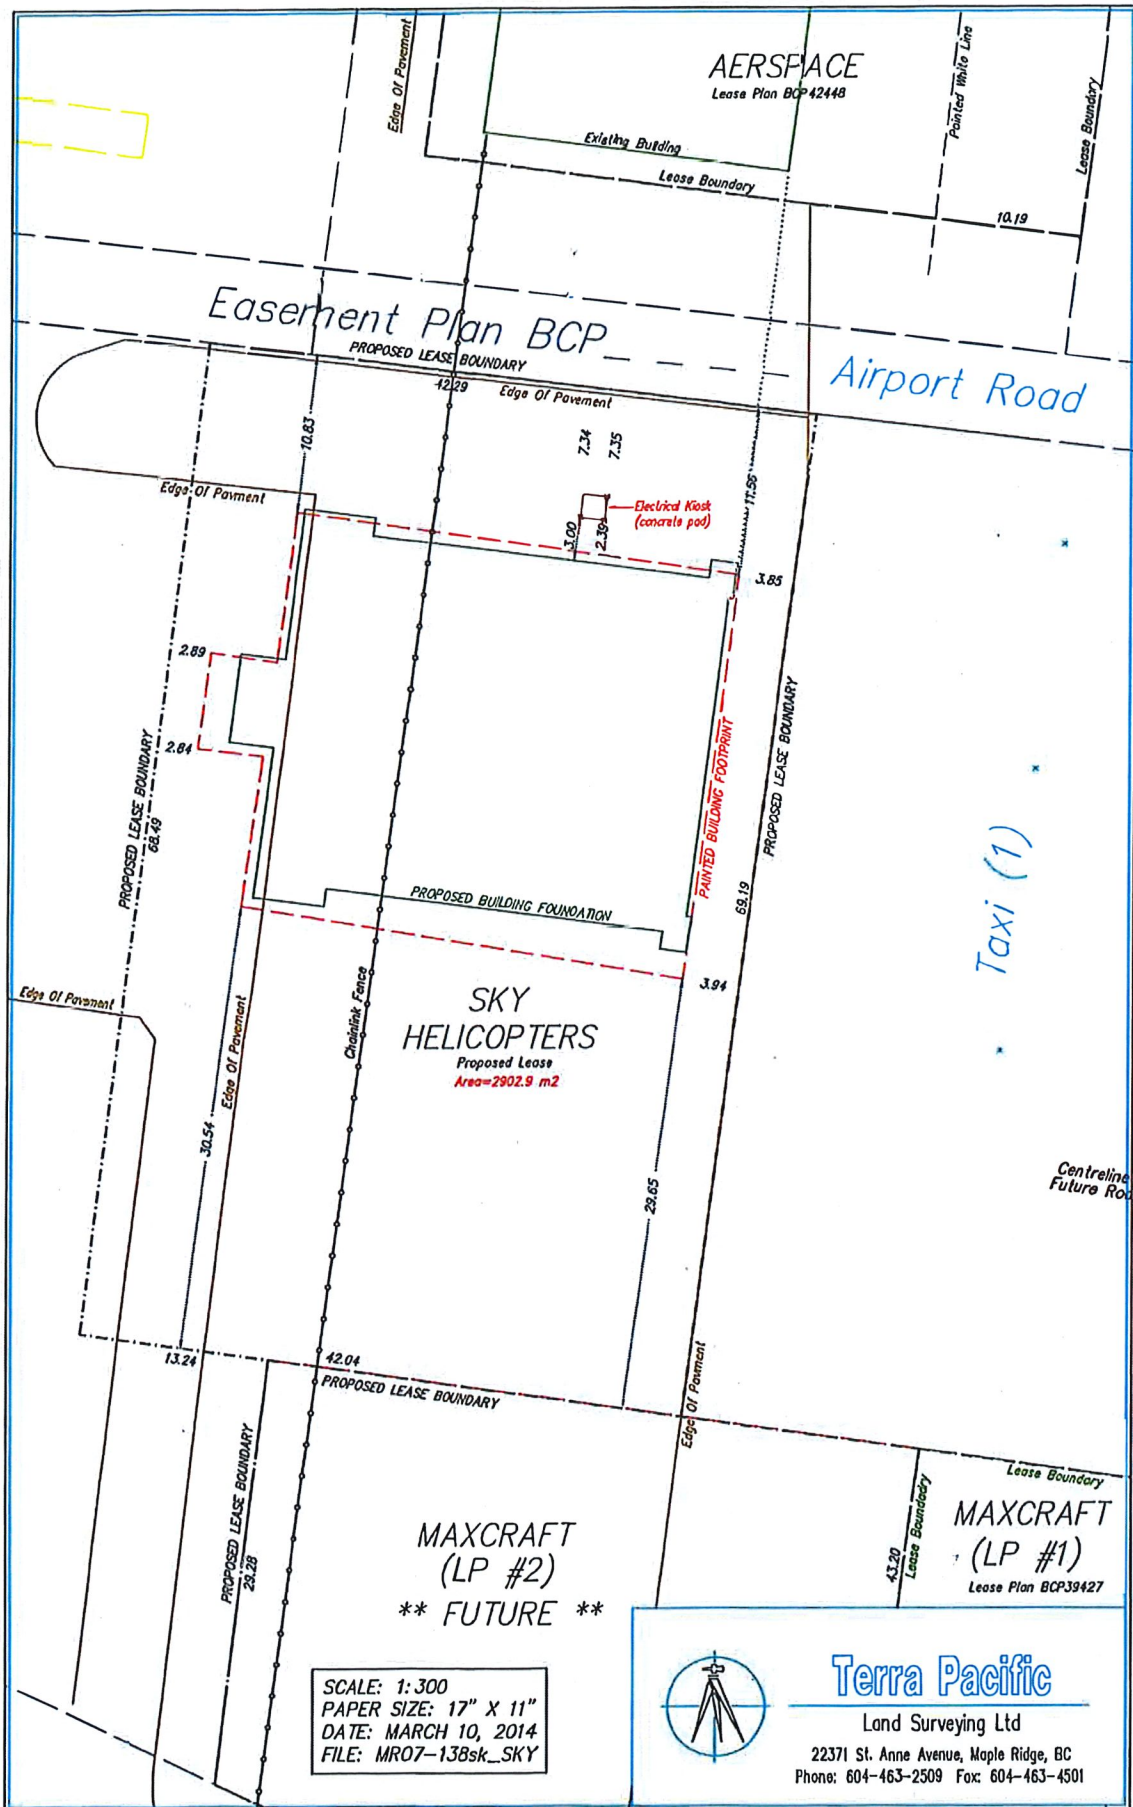 Edge Of Pavement
AERSPACE
Lease Plan BCP42448
Painted White Line
Lease Boundary
Existing Building
Lease Boundary
10.19
Easement Plan BCP_ _ _ _ _
PROPOSED LEASE BOUNDARY
42.29
Edge Of Pavement
Airport Road
10.83
7.34
7.35
11.56
Edge Of Pavment
Electrical Kiosk
(concrete pad)
3.00
2.39
3.85
2.89
2.84
PROPOSED LEASE BOUNDARY
68.49
PAINTED BUILDING FOOTPRINT
PROPOSED LEASE BOUNDARY
69.19
Taxi (1)
PROPOSED BUILDING FOUNDATION
3.94
Edge Of Pavement
Edge Of Pavement
Chainlink Fence
SKY
HELICOPTERS
Proposed Lease
Area=2902.9 m2
30.54
29.65
Centreline
Future
13.24
42.04
PROPOSED LEASE BOUNDARY
Edge Of Pavment
PROPOSED LEASE BOUNDARY
29.28
Lease Boundary
43.20
Lease Boundadry
MAXCRAFT
(LP #2)
** FUTURE **
MAXCRAFT
(LP #1)
Lease Plan BCP39427
SCALE: 1:300
PAPER SIZE: 17" X 11"
DATE: MARCH 10, 2014
FILE: MR07-138sk_SKY
Terra Pacific
Land Surveying Ltd
22371 St. Anne Avenue, Maple Ridge, BC
Phone: 604-463-2509 Fax: 604-463-4501